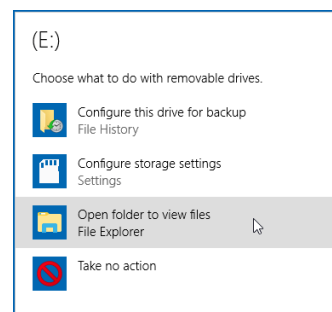 (E:)
Choose what to do with removable drives.
Configure this drive for backup
File History
Configure storage settings
Settings
Open folder to view files
File Explorer
Take no action